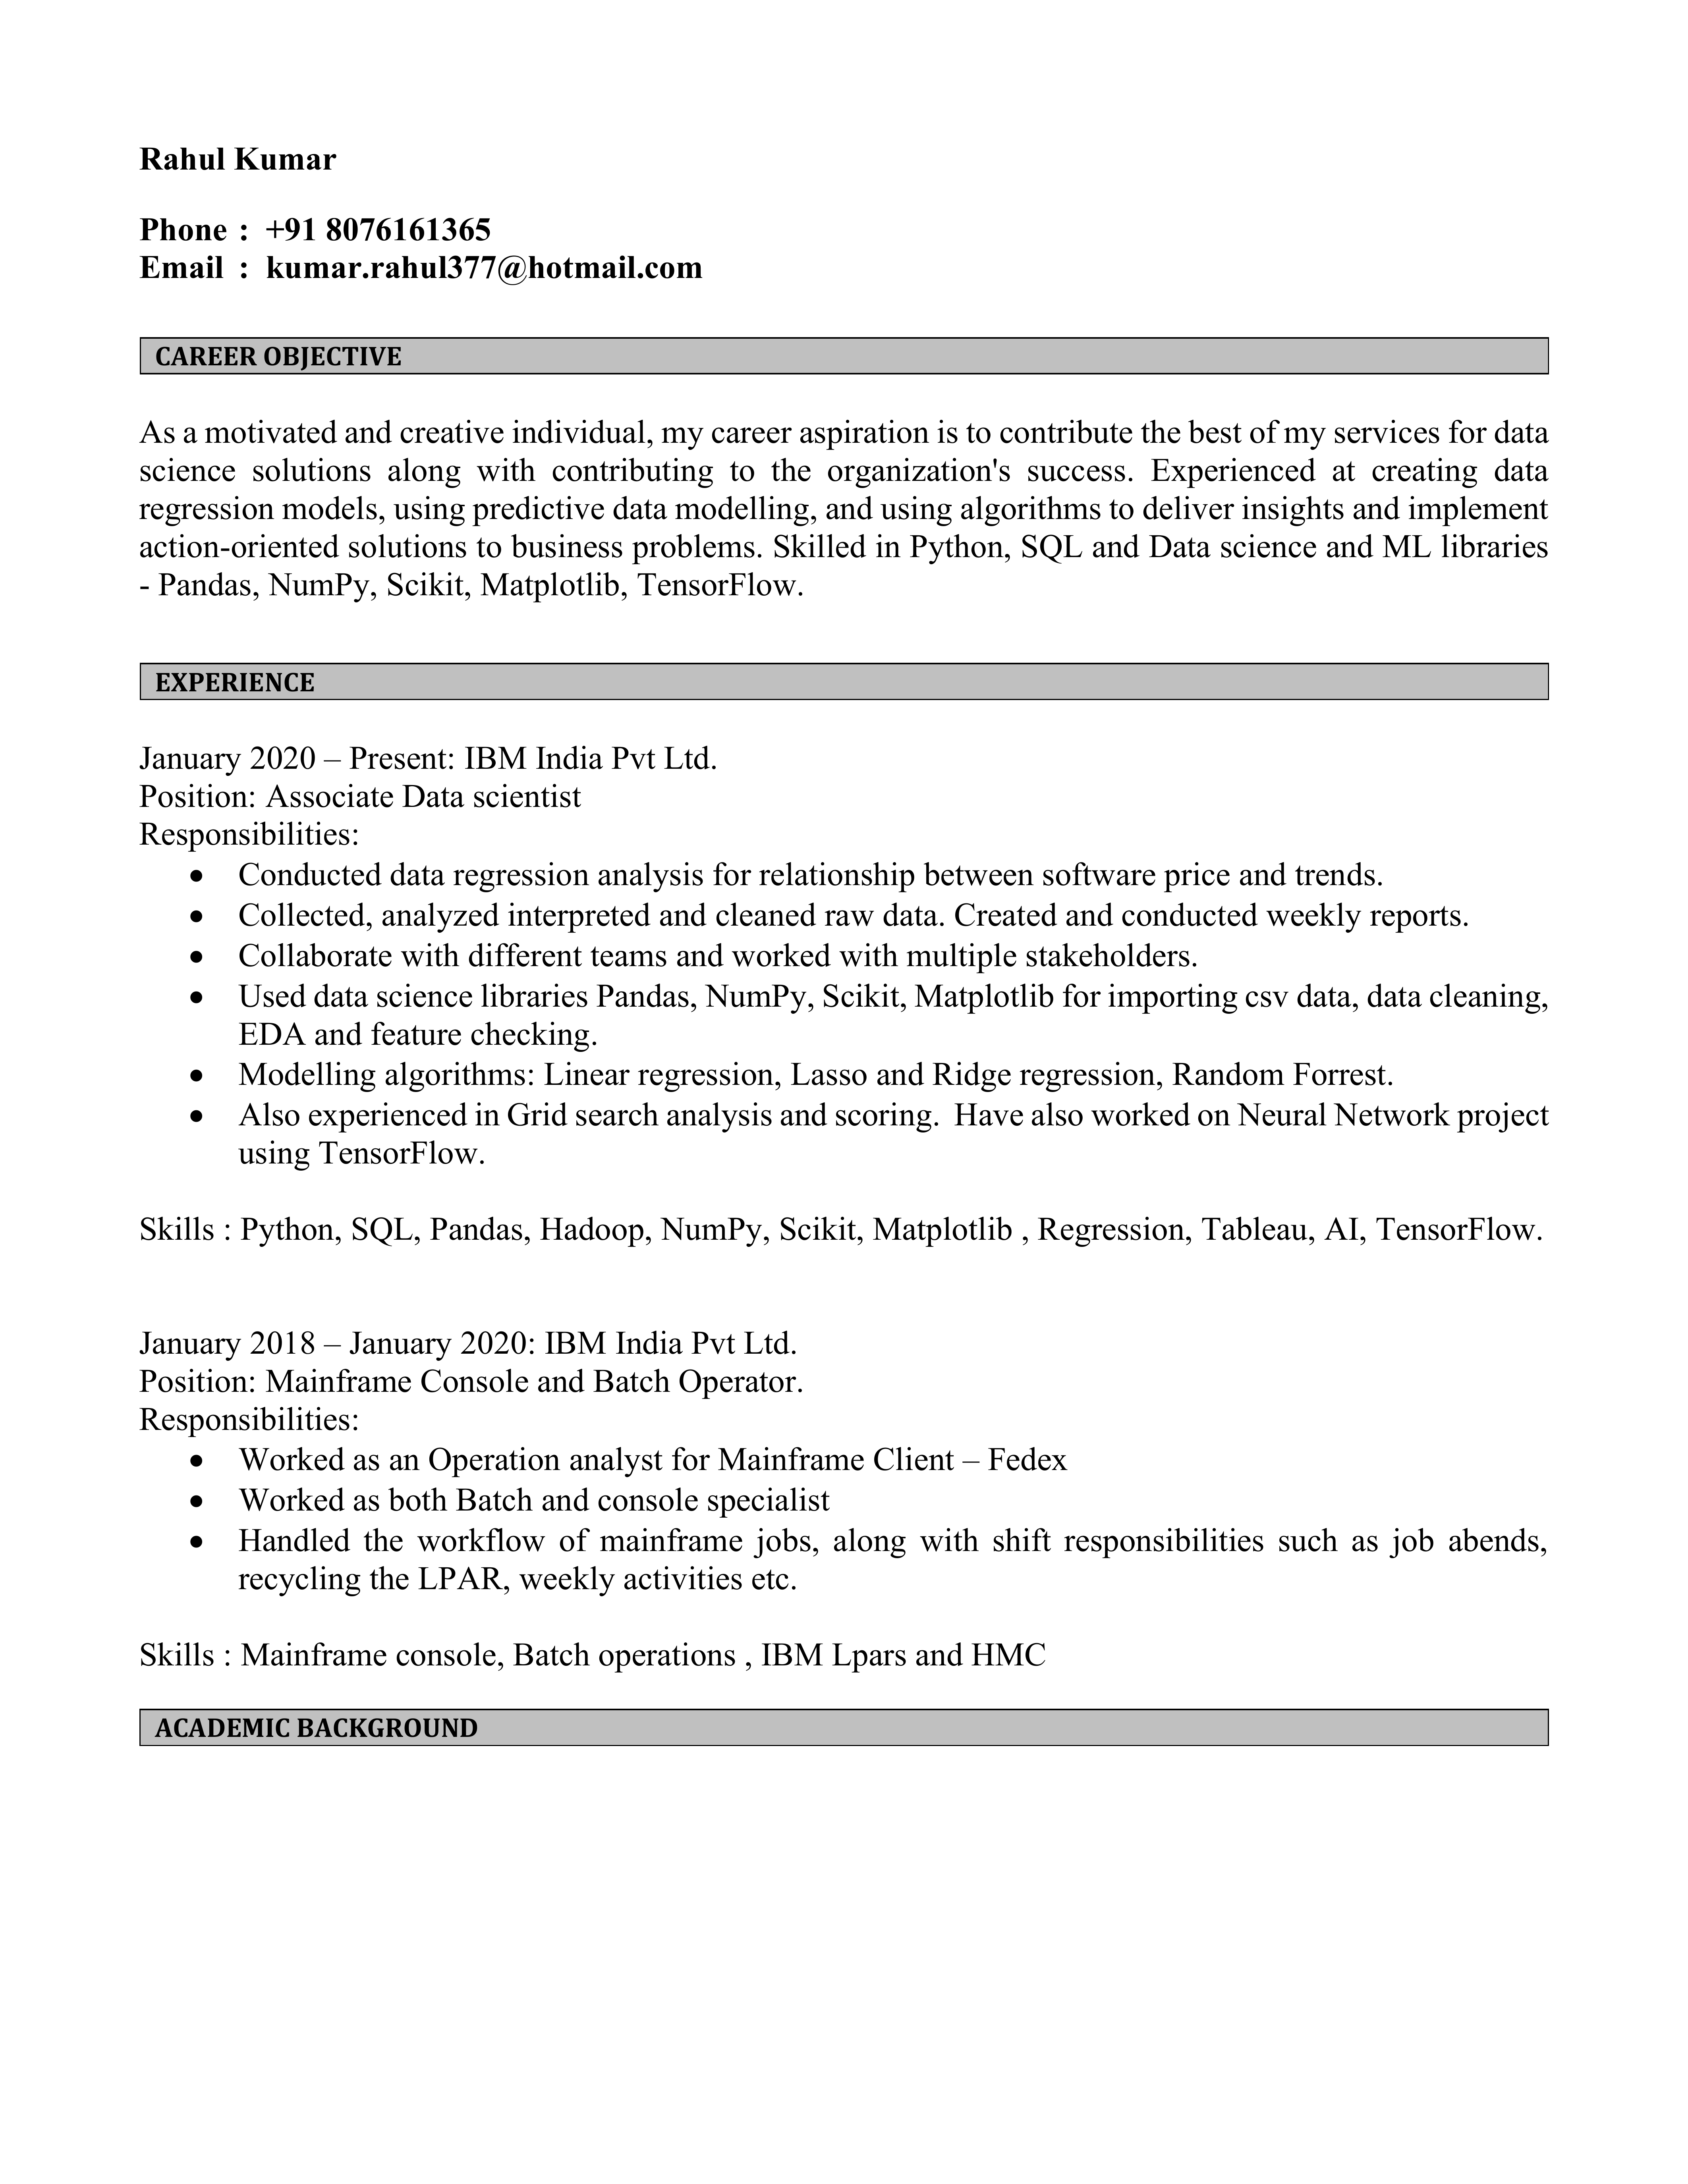 Rahul Kumar
Phone : +91 8076161365
Email : kumar.rahul377@hotmail.com
CAREER OBJECTIVE
As a motivated and creative individual, my career aspiration is to contribute the best of my services for data
science solutions along with contributing to the organization's success. Experienced at creating data
regression models, using predictive data modelling, and using algorithms to deliver insights and implement
action-oriented solutions to business problems. Skilled in Python, SQL and Data science and ML libraries
- Pandas, NumPy, Scikit, Matplotlib, TensorFlow.
EXPERIENCE
January 2020 – Present: IBM India Pvt Ltd.
Position: Associate Data scientist
Responsibilities:
• Conducted data regression analysis for relationship between software price and trends.
• Collected, analyzed interpreted and cleaned raw data. Created and conducted weekly reports.
• Collaborate with different teams and worked with multiple stakeholders.
• Used data science libraries Pandas, NumPy, Scikit, Matplotlib for importing csv data, data cleaning,
EDA and feature checking.
• Modelling algorithms: Linear regression, Lasso and Ridge regression, Random Forrest.
• Also experienced in Grid search analysis and scoring. Have also worked on Neural Network project
using TensorFlow.
Skills : Python, SQL, Pandas, Hadoop, NumPy, Scikit, Matplotlib , Regression, Tableau, AI, TensorFlow.
January 2018 – January 2020: IBM India Pvt Ltd.
Position: Mainframe Console and Batch Operator.
Responsibilities:
• Worked as an Operation analyst for Mainframe Client – Fedex
• Worked as both Batch and console specialist
• Handled the workflow of mainframe jobs, along with shift responsibilities such as job abends,
recycling the LPAR, weekly activities etc.
Skills : Mainframe console, Batch operations , IBM Lpars and HMC
ACADEMIC BACKGROUND